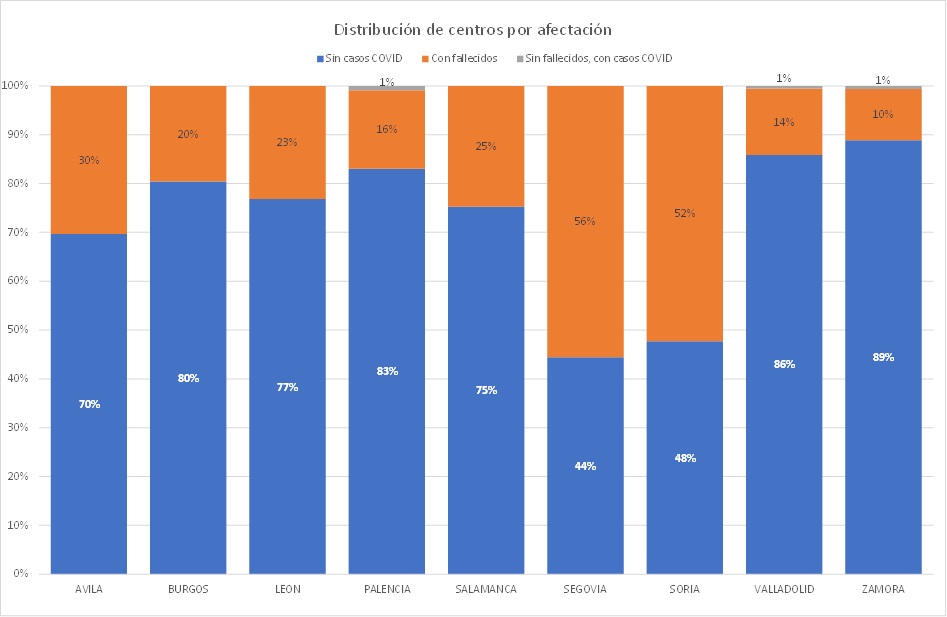 Distribución de centros por afectación
Sin casos COVID Con fallecidos Sin fallecidos, con casos COVID
100% 1% 1% 1%
90% 30% 20% 23% 16% 25% 14% 10%
80%
70% 56% 52%
60%
50%
40% 70% 80% 77% 83% 75% 86% 89%
30%
20% 44% 48%
10%
0%
AVILA BURGOS LEON PALENCIA SALAMANCA SEGOVIA SORIA VALLADOLID ZAMORA